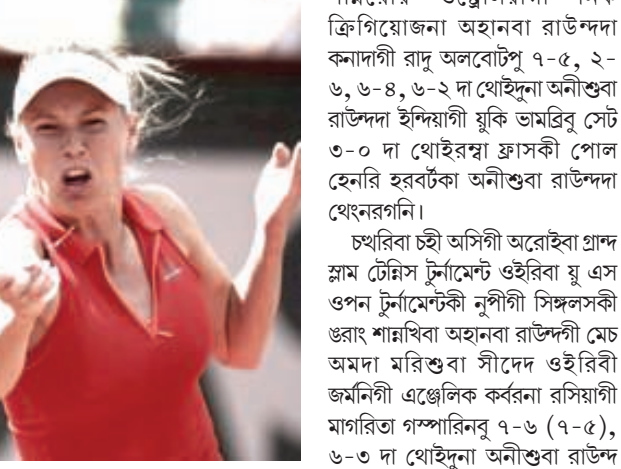 ক্রিগিয়োজনা অহানবা রাউন্দদা
কনাদাগী রাদু অলবোটপু ৭-৫, ২-
৬, ৬-৪, ৬-২ দা থোইদুনা অনীশুবা
রাউন্দদা ইন্দিয়াগী য়ুকি ভামব্রিবু সেট
৩-০ দা থোইরম্বা ফ্রান্সকী পোল
হেনরি হরবর্টকা অনীশুবা রাউন্দদা
থেংনরগনি।
চত্থরিবা চহী অসিগী অরোইবা গ্রান্দ
স্লাম টেন্নিস টুর্নামেন্ট ওইরিবা য়ু এস
ওপন টুর্নামেন্টকী নুপীগী সিঙ্গলসকী
ঙরাং শান্নখিবা অহানবা রাউন্দগী মেচ
অমদা মরিশুবা সীদেদ ওইরিবী
জর্মনিগী এঞ্জেলিক কর্বরনা রসিয়াগী
মাগরিতা গস্পারিনবু ৭-৬ (৭-৫),
৬-৩ দা থোইদুনা অনীশুবা রাউন্দ